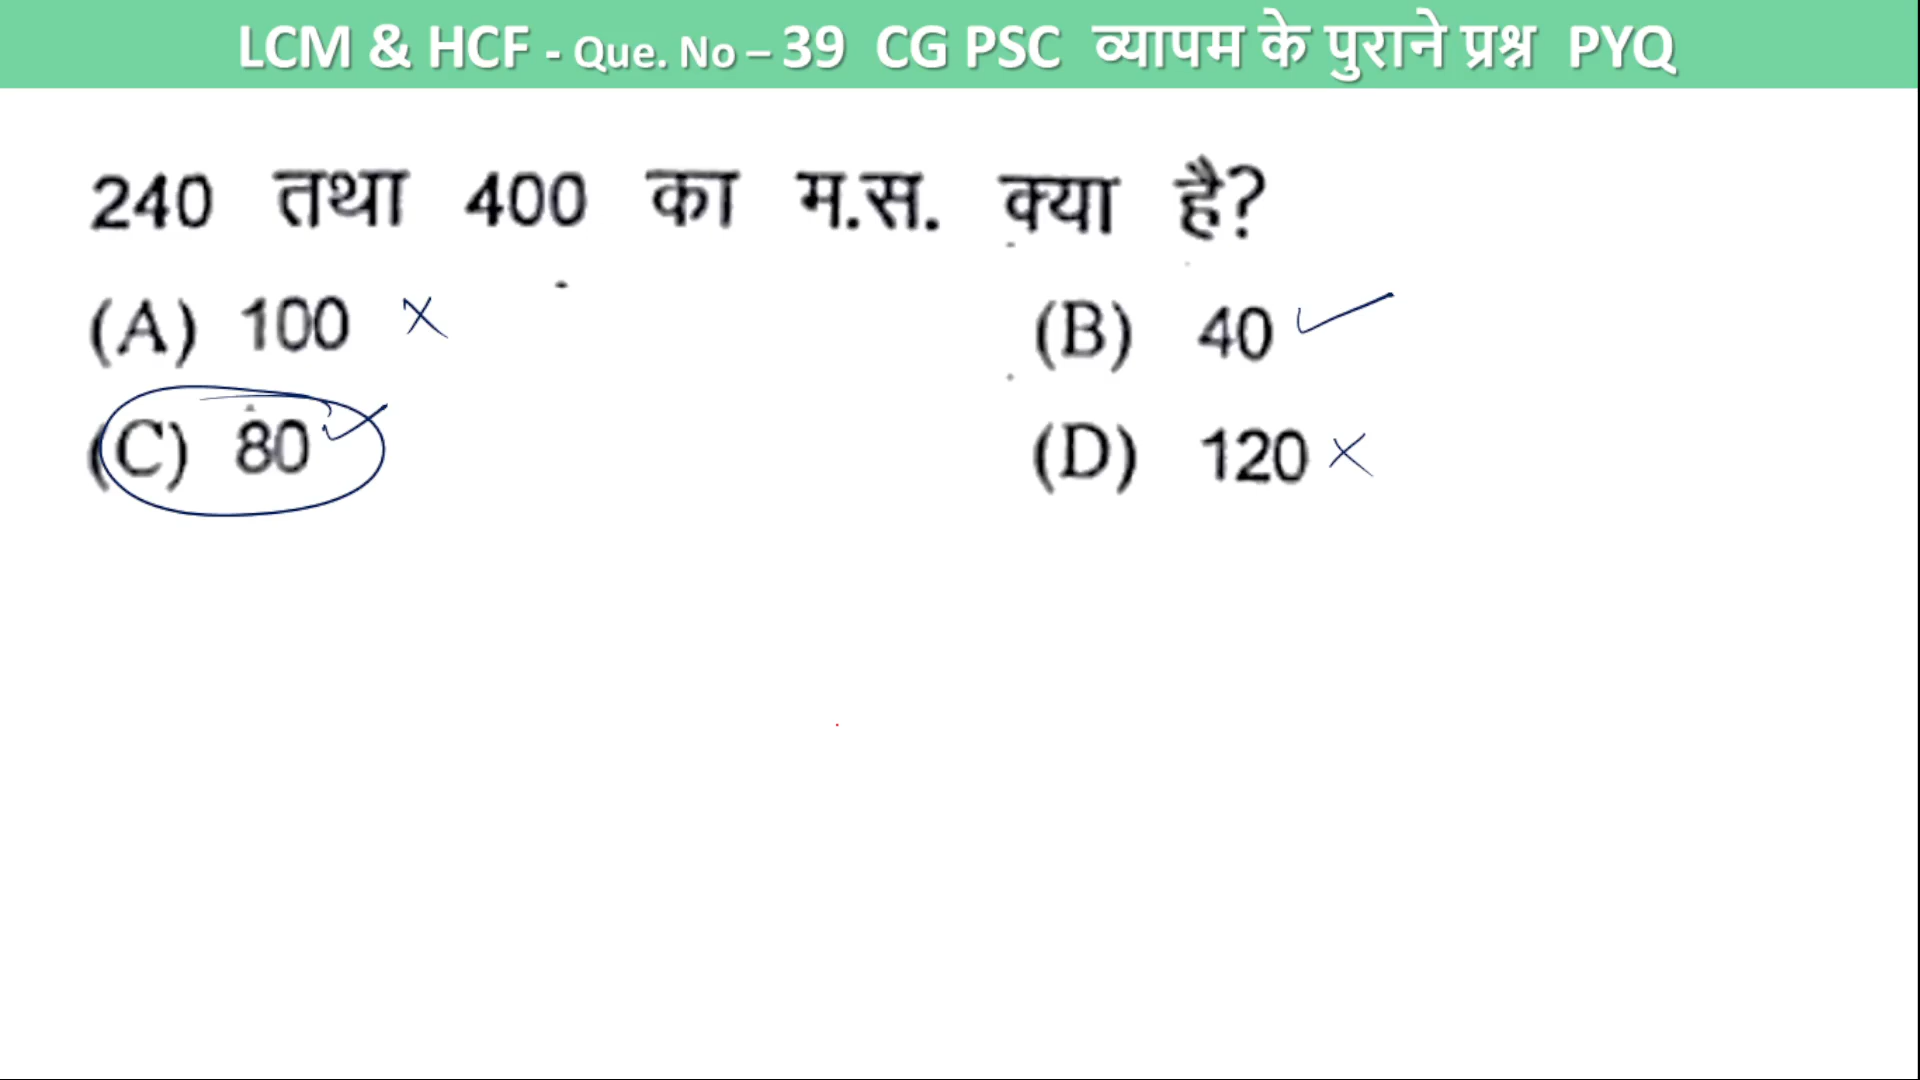 LCM & HCF - Que. No – 39 CG PSC व्यापम के पुराने प्रश्न PYQ
240 तथा 400 का म.स. क्या है?
(A) 100 (B) 40
(C) 80 (D) 120